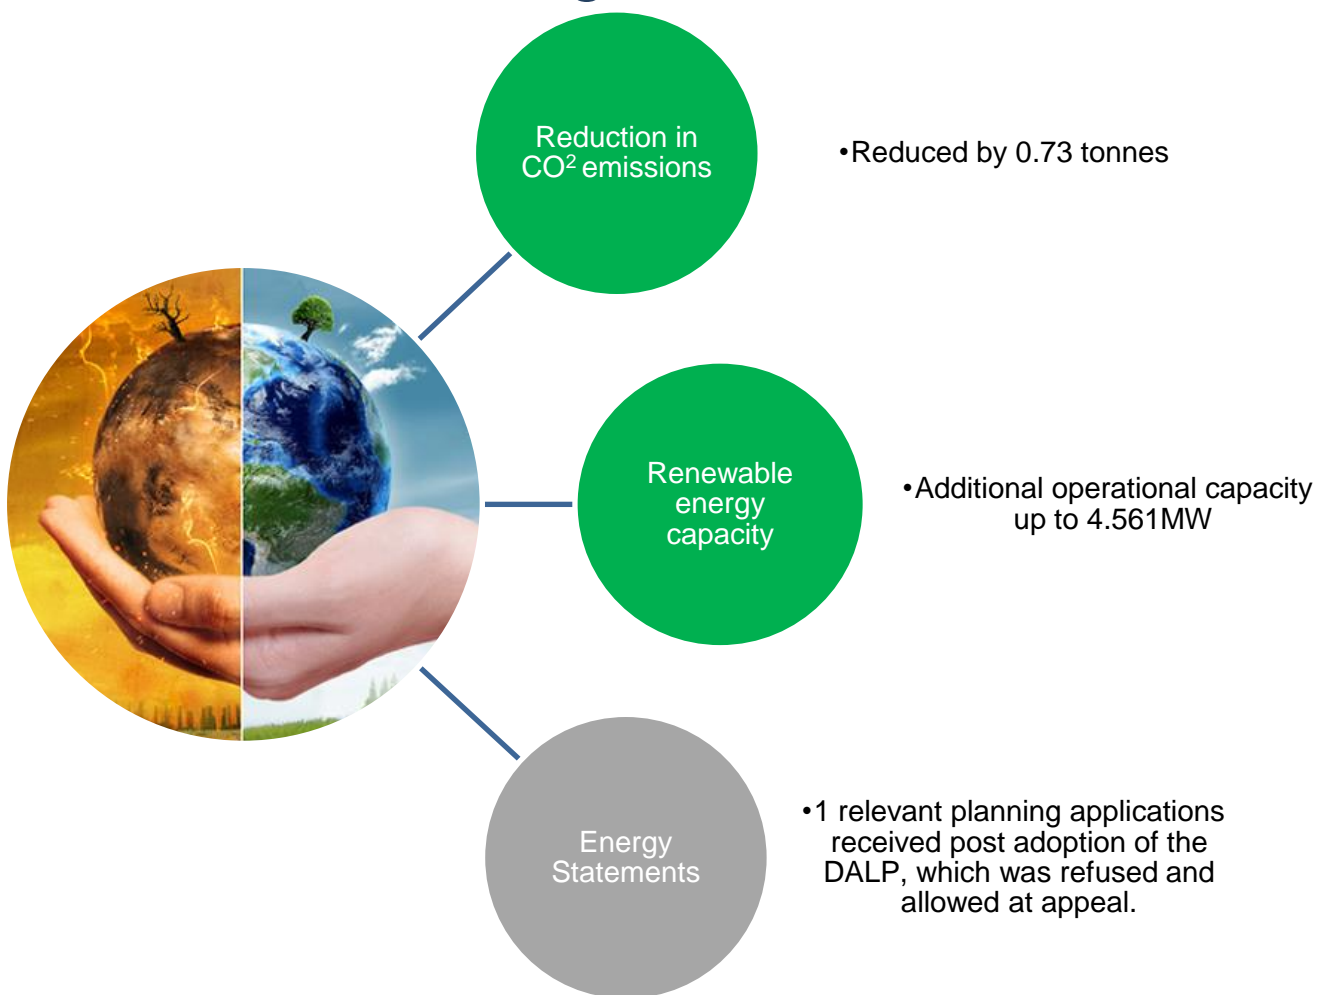 Reduction in
CO² emissions
•Reduced by 0.73 tonnes
Renewable
energy
capacity
•Additional operational capacity
up to 4.561MW
Energy
Statements
•1 relevant planning applications
received post adoption of the
DALP, which was refused and
allowed at appeal.